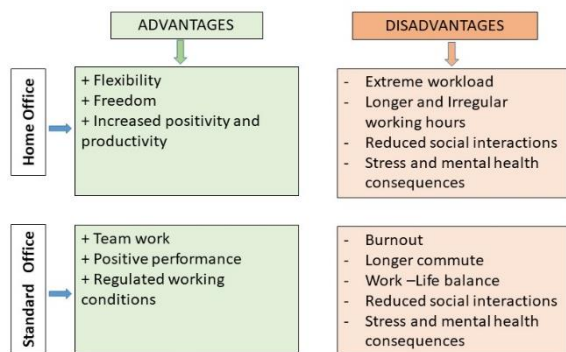 ADVANTAGES
DISADVANTAGES
Home Office
+ Flexibility
+ Freedom
+ Increased positivity and
productivity
- Extreme workload
- Longer and Irregular
working hours
- Reduced social interactions
- Stress and mental health
consequences
Standard Office
+ Team work
+ Positive performance
+ Regulated working
conditions
- Burnout
- Longer commute
- Work –Life balance
- Reduced social interactions
- Stress and mental health
consequences